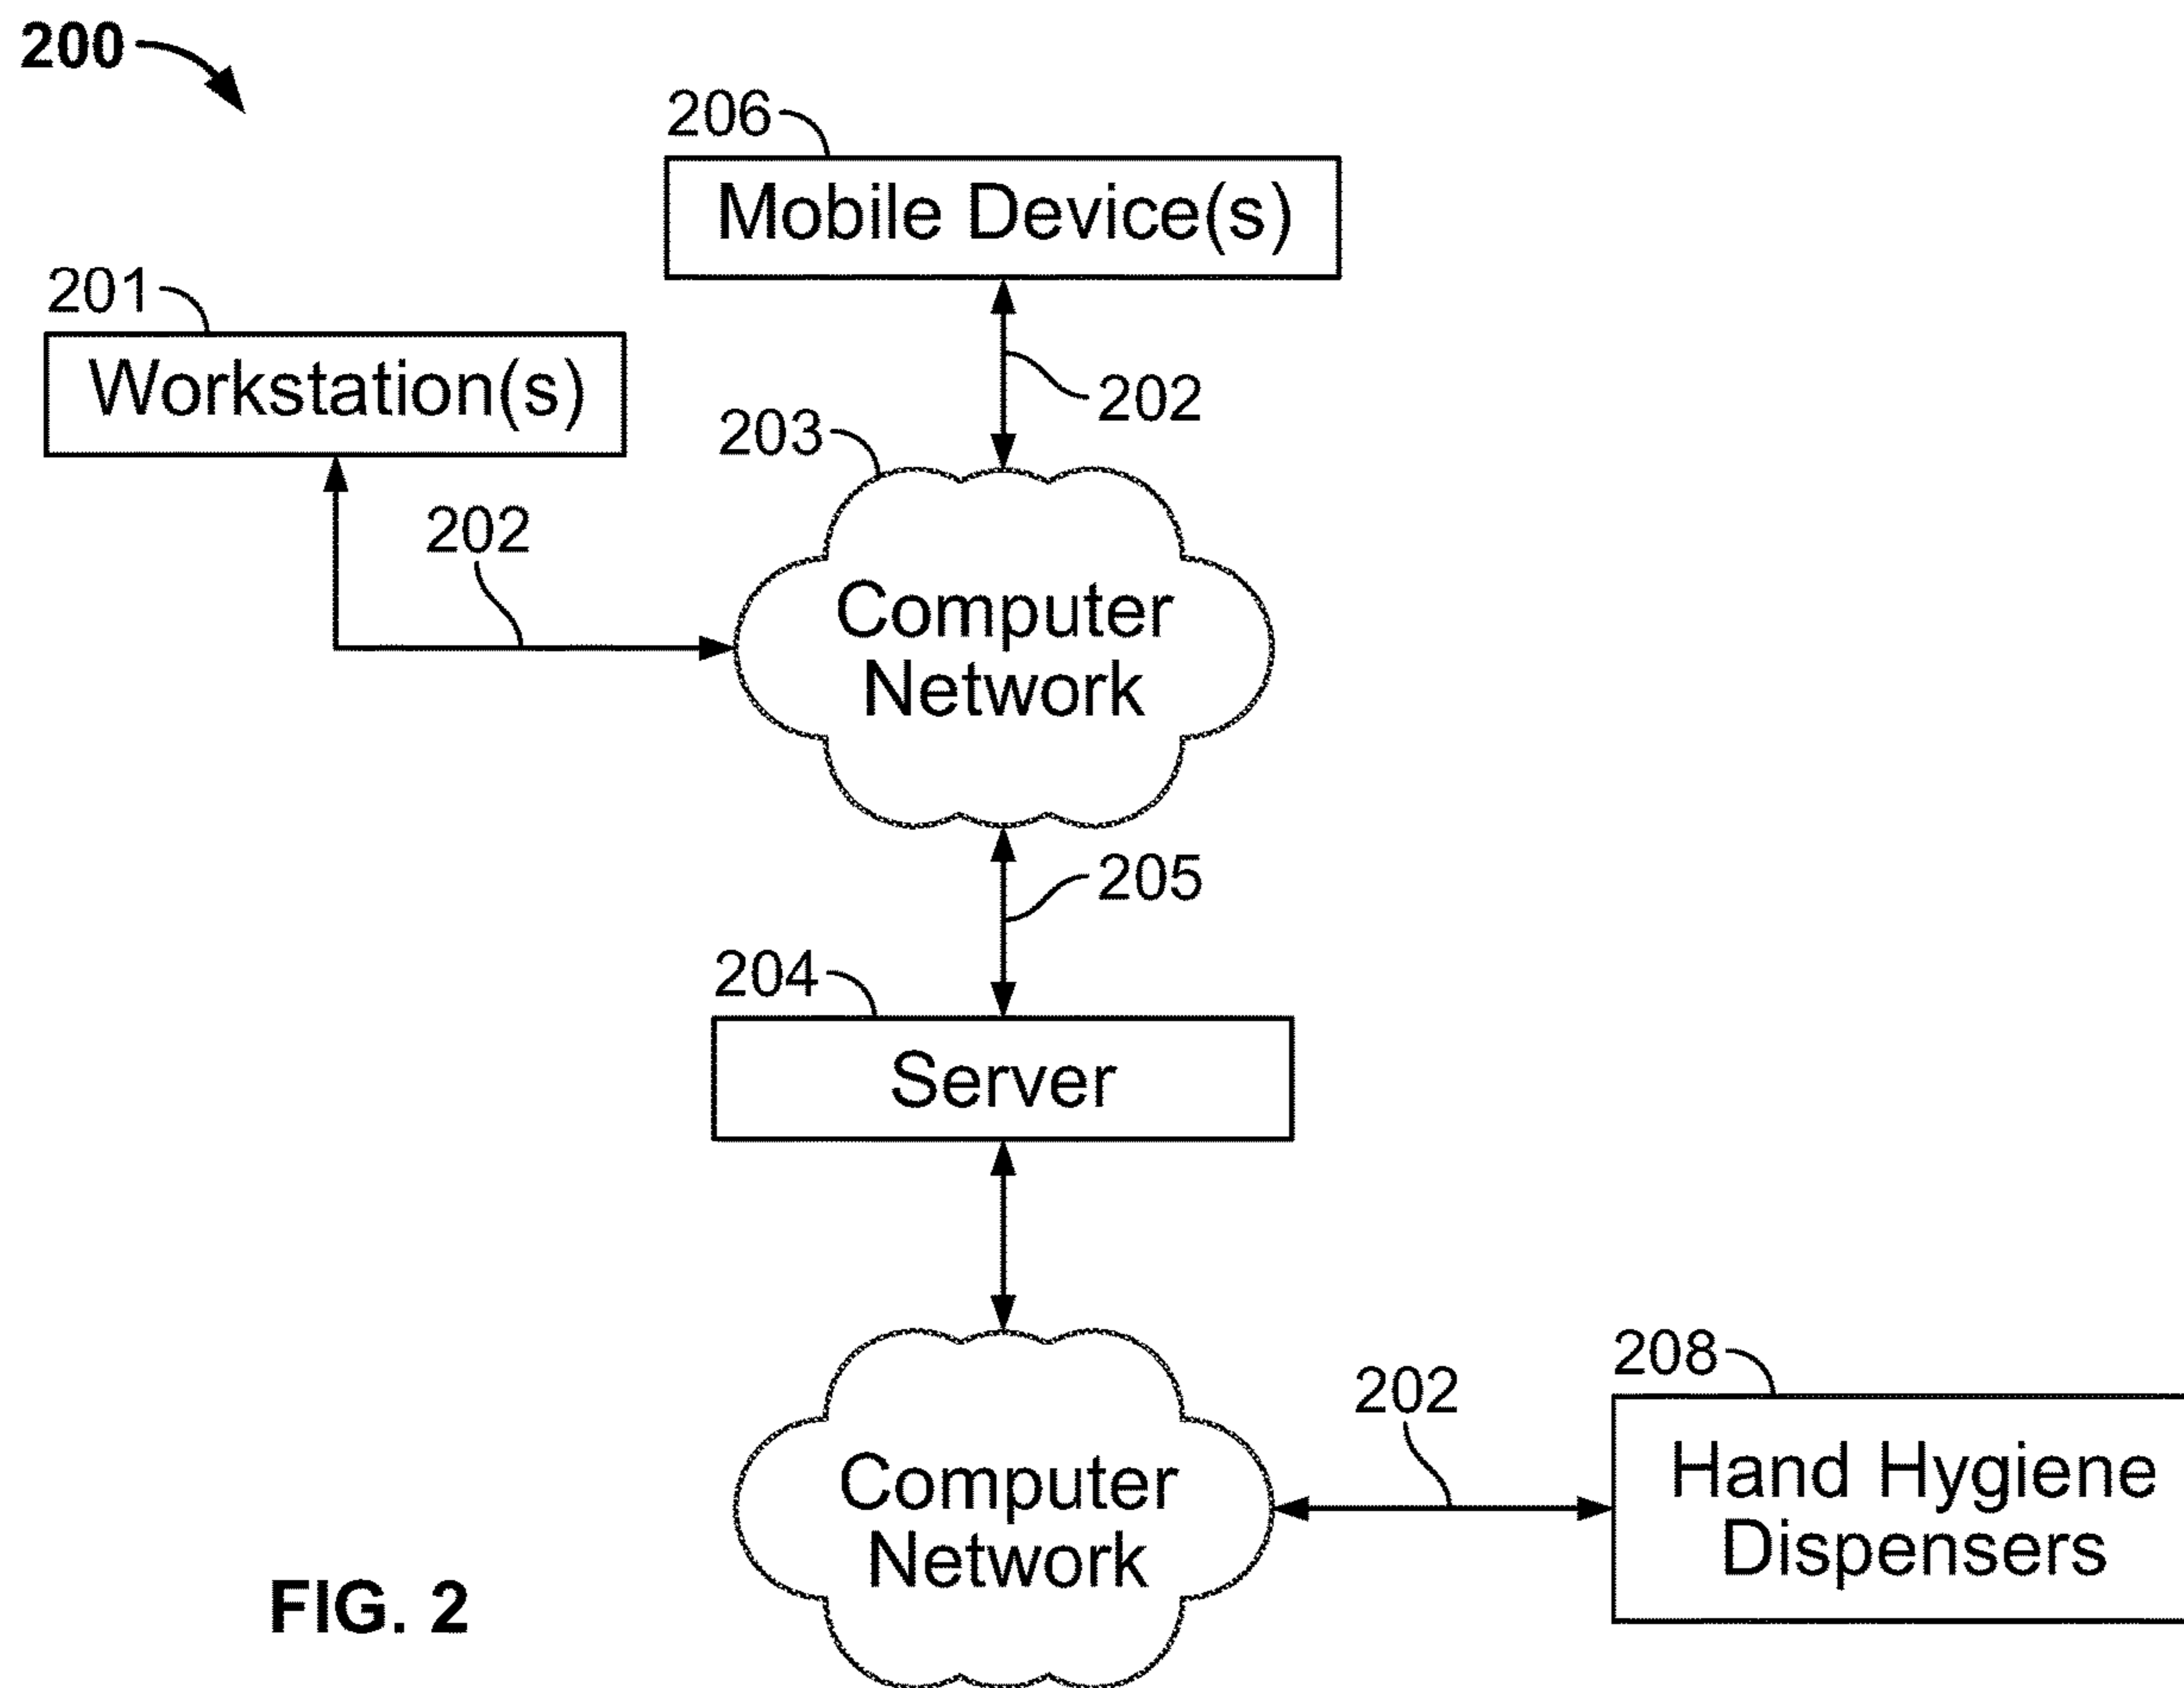 200
206
Mobile Device(s)
201
Workstation(s)
202
203
202
Computer
Network
205
204
Server
208
202
Hand Hygiene
Dispensers
Computer
Network
FIG. 2